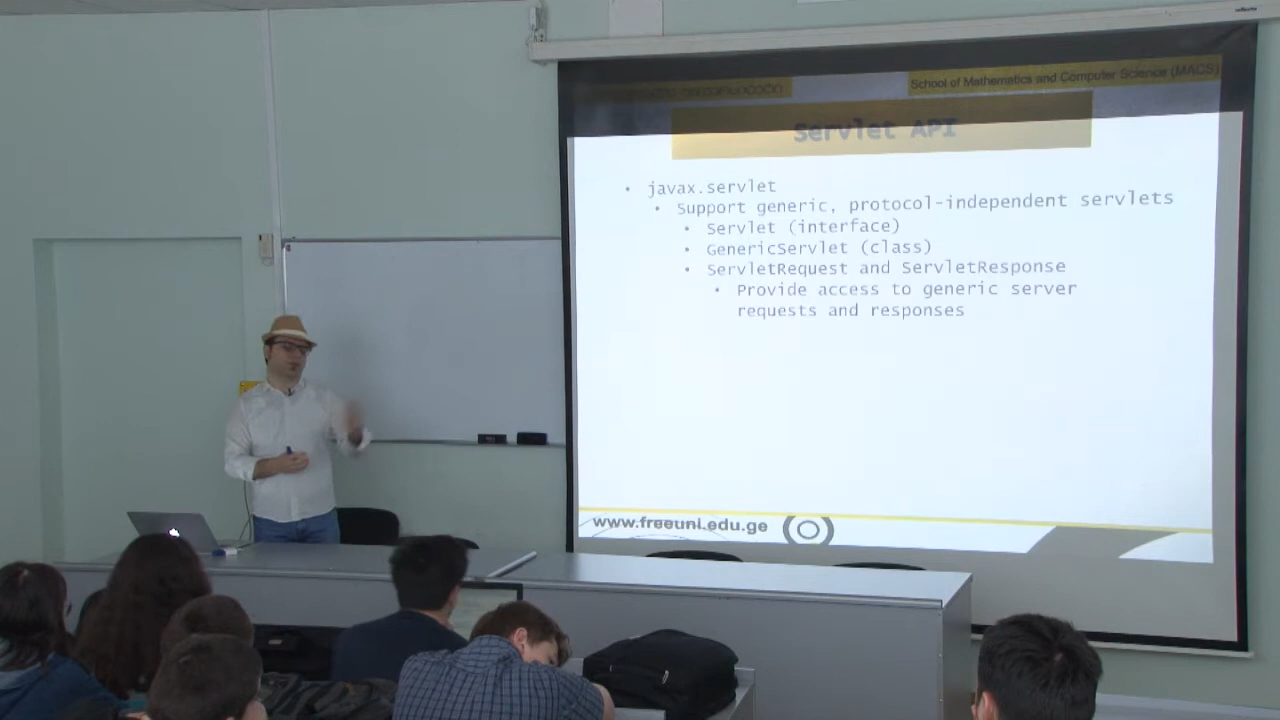 School of Mathematics and Computer Science (MACS)
Servlet API
• javax.servlet
• Support generic, protocol-independent servlets
• Servlet (interface)
• GenericServlet (class)
• ServletRequest and ServletResponse
• Provide access to generic server
requests and responses
www.freeuni.edu.ge